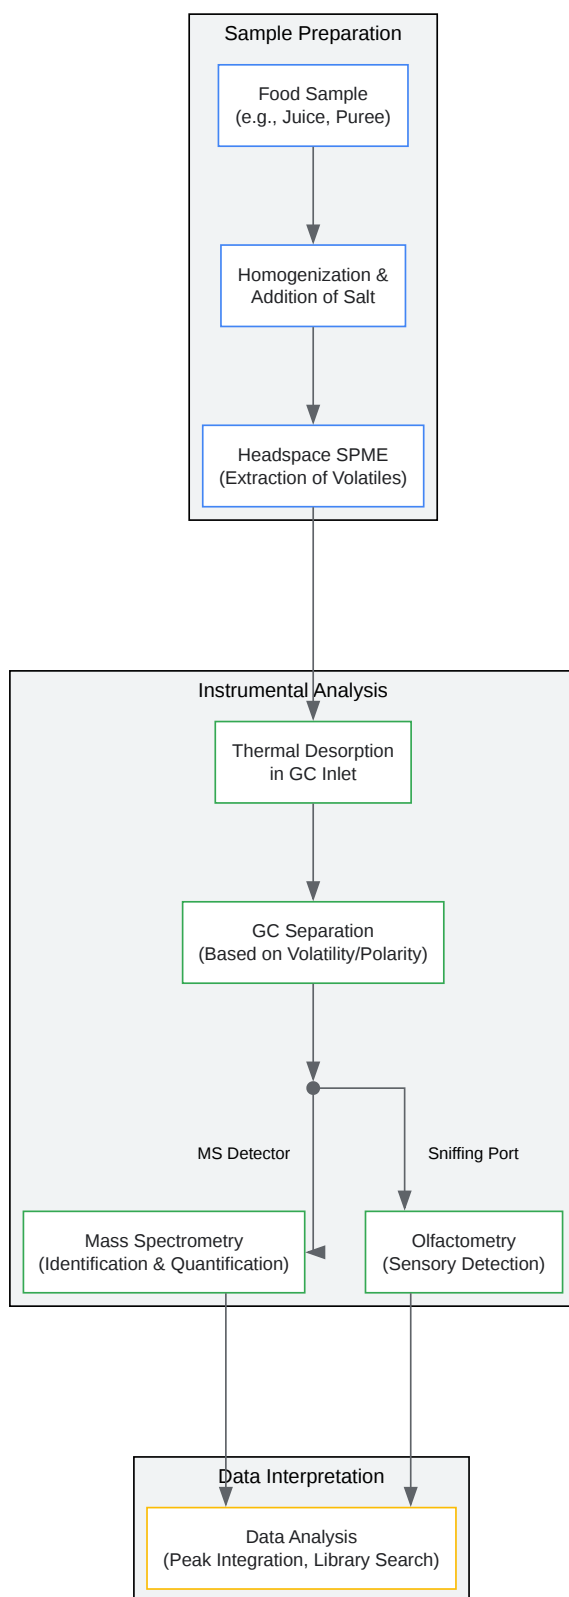 Sample Preparation
Food Sample
(e.g., Juice, Puree)
Homogenization &
Addition of Salt
Headspace SPME
(Extraction of Volatiles)
Instrumental Analysis
Thermal Desorption
in GC Inlet
GC Separation
(Based on Volatility/Polarity)
MS Detector
Sniffing Port
Mass Spectrometry
(Identification & Quantification)
Olfactometry
(Sensory Detection)
Data Interpretation
Data Analysis
(Peak Integration, Library Search)